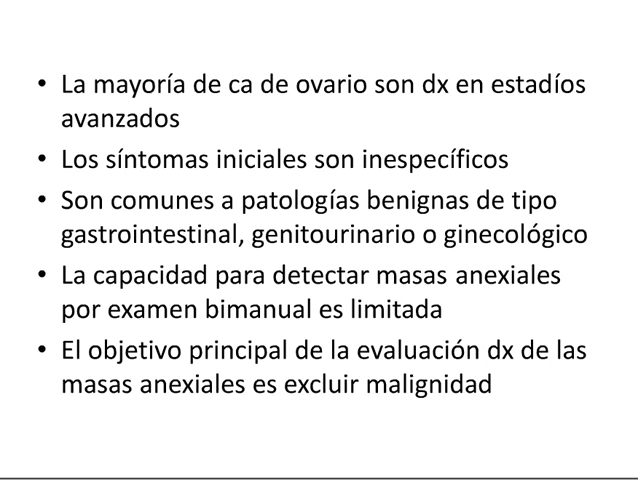 • La mayoría de ca de ovario son dx en estadíos
avanzados
• Los síntomas iniciales son inespecíficos
• Son comunes a patologías benignas de tipo
gastrointestinal, genitourinario o ginecológico
• La capacidad para detectar masas anexiales
por examen bimanual es limitada
• El objetivo principal de la evaluación dx de las
masas anexiales es excluir malignidad